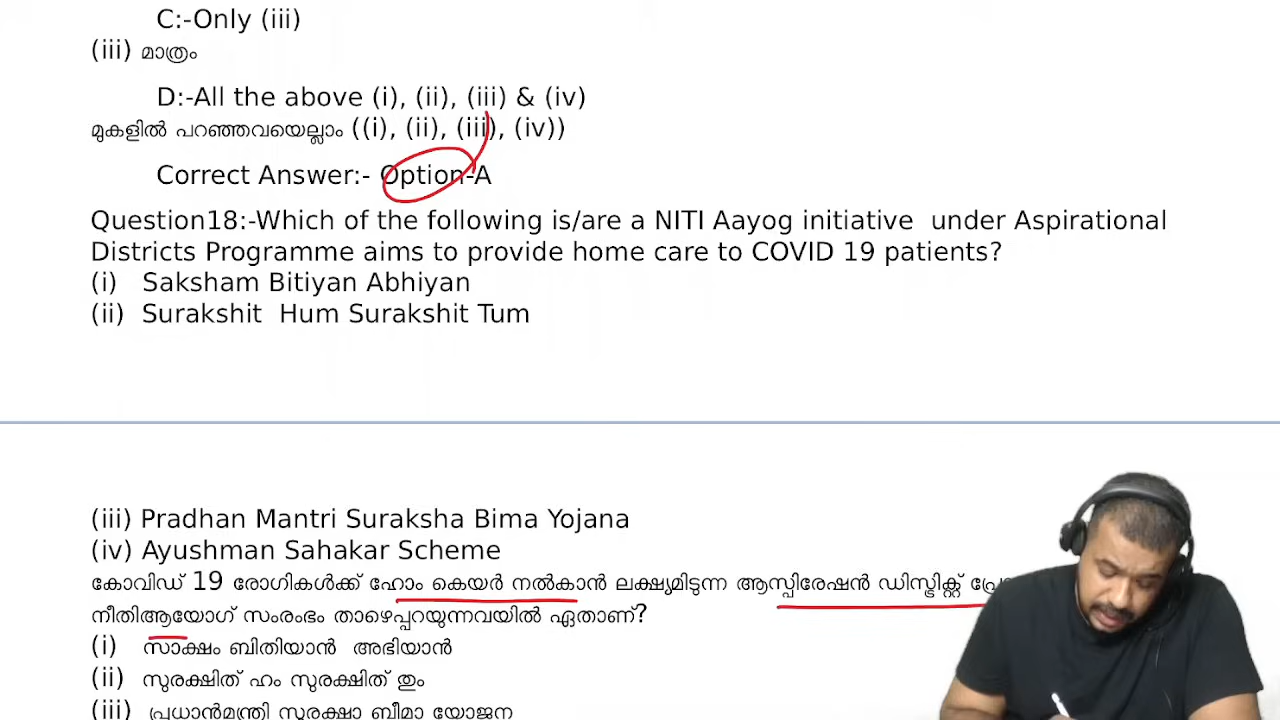 C:-Only (iii)
(iii) മാത്രം
D:-All the above (i), (ii), (iii) & (iv)
മുകളിൽ പറഞ്ഞവയെല്ലാം ((i), (ii), (iii), (iv))
Correct Answer:- Option-A
Question18:-Which of the following is/are a NITI Aayog initiative  under Aspirational
Districts Programme aims to provide home care to COVID 19 patients?
(i)   Saksham Bitiyan Abhiyan
(ii)  Surakshit  Hum Surakshit Tum
(iii) Pradhan Mantri Suraksha Bima Yojana
(iv) Ayushman Sahakar Scheme
കോവിഡ് 19 രോഗികൾക്ക് ഹോം കെയർ നൽകാൻ ലക്ഷ്യമിടുന്ന ആസ്പിരേഷൻ ഡിസ്ട്രിക്റ്റ്
നീതിആയോഗ് സംരംഭം താഴെപ്പറയുന്നവയിൽ ഏതാണ്?
(i)   സാക്ഷം ബിതിയാൻ  അഭിയാൻ
(ii)  സുരക്ഷിത് ഹം സുരക്ഷിത് തും
(iii)  പ്രധാൻമന്ത്രി സുരക്ഷാ ബീമാ യോജന